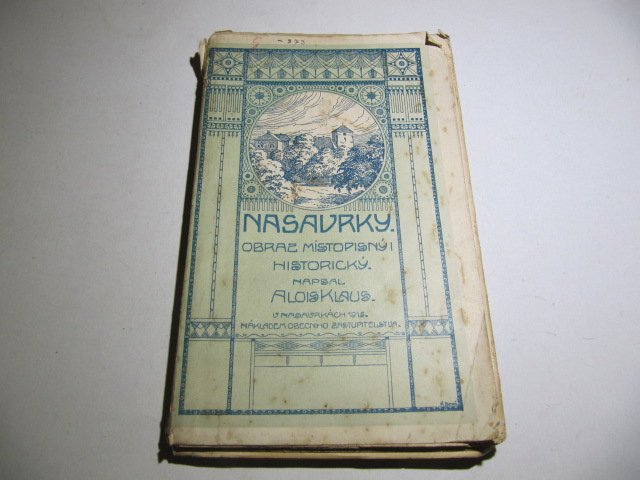 NASAVRKY.
OBRAZ MÍSTOPISNÝ I
HISTORICKÝ.
NAPSAL
ALOIS KLAUS.
V NASAVRKÁCH 1912.
NÁKLADEM OBECNÍHO ZASTUPITELSTVA.